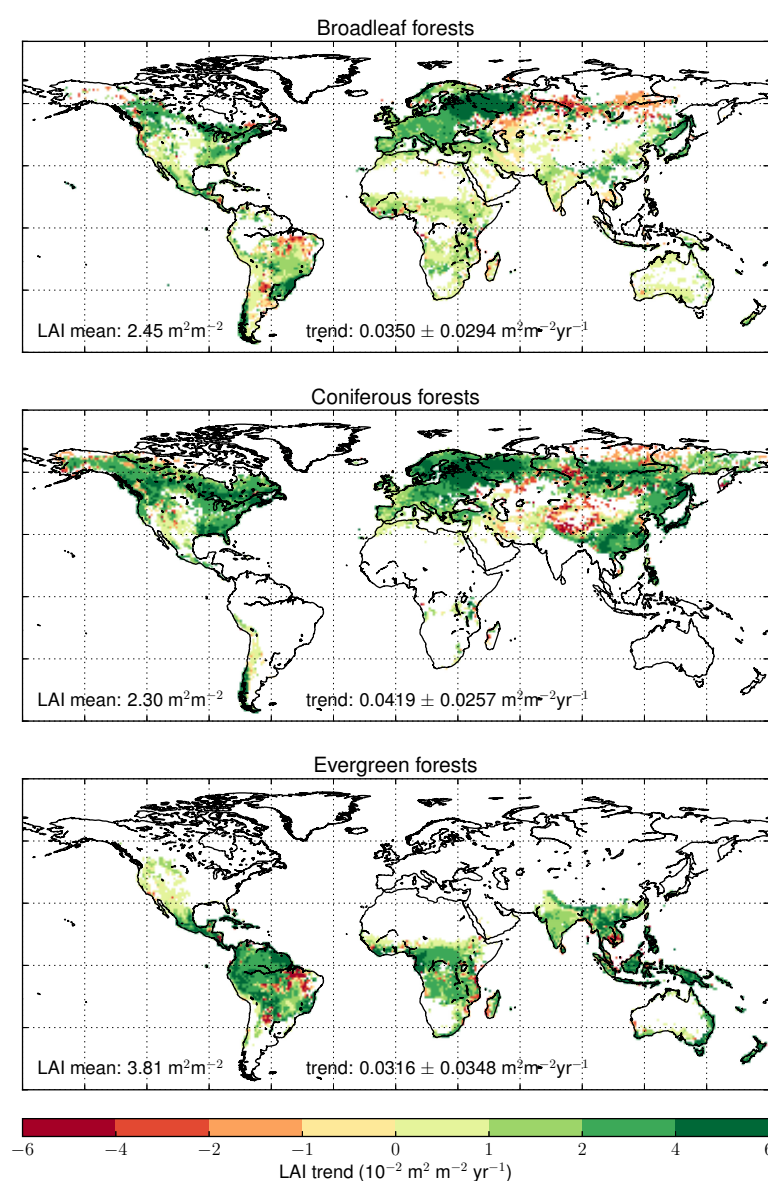 Broadleaf forests
LAI mean: 2.45 m²m⁻² trend: 0.0350 ± 0.0294 m²m⁻²yr⁻¹
Coniferous forests
LAI mean: 2.30 m²m⁻² trend: 0.0419 ± 0.0257 m²m⁻²yr⁻¹
Evergreen forests
LAI mean: 3.81 m²m⁻² trend: 0.0316 ± 0.0348 m²m⁻²yr⁻¹
−6 −4 −2 −1 0 1 2 4 6
LAI trend (10⁻² m² m⁻² yr⁻¹)